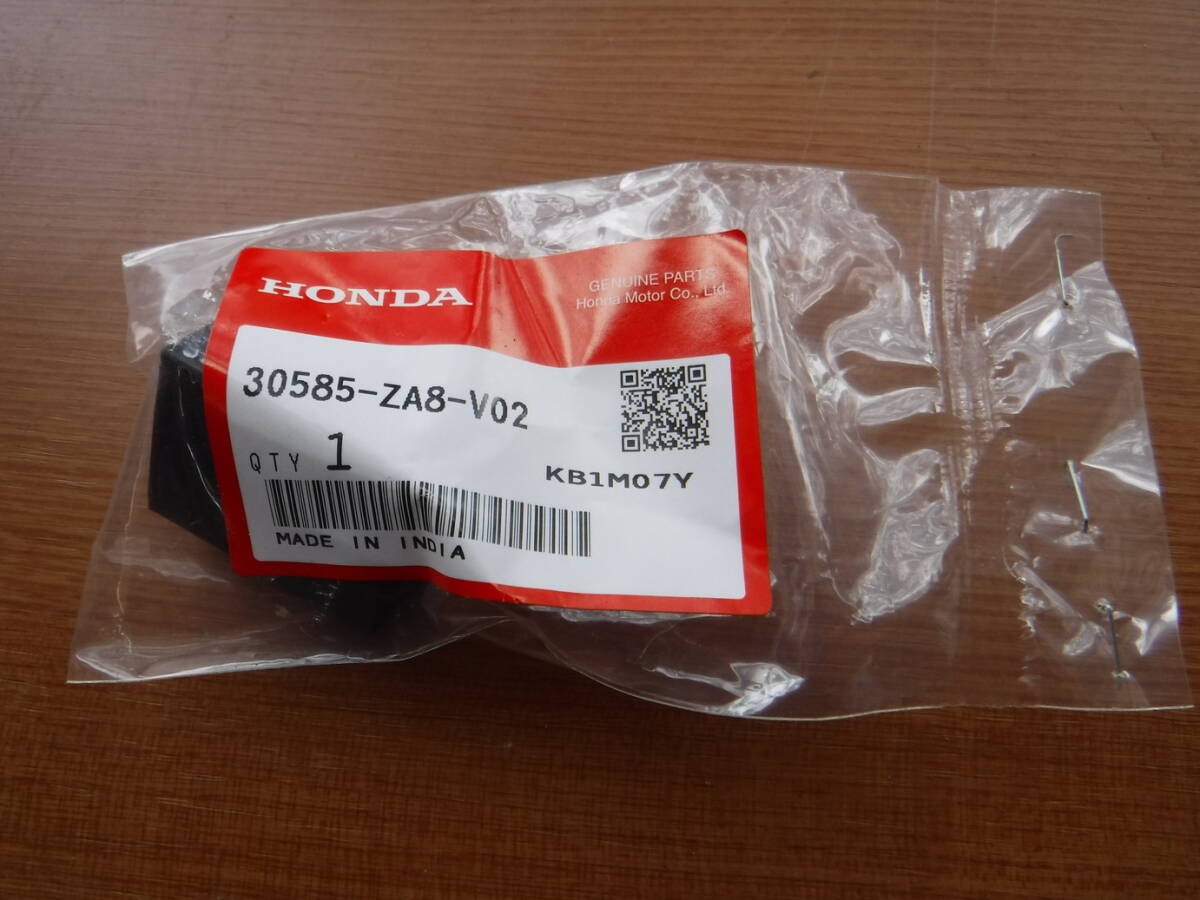 HONDA
GENUINE PARTS
Honda Motor Co., Ltd.
30585-ZA8-V02
QTY 1
KB1M07Y
MADE IN INDIA